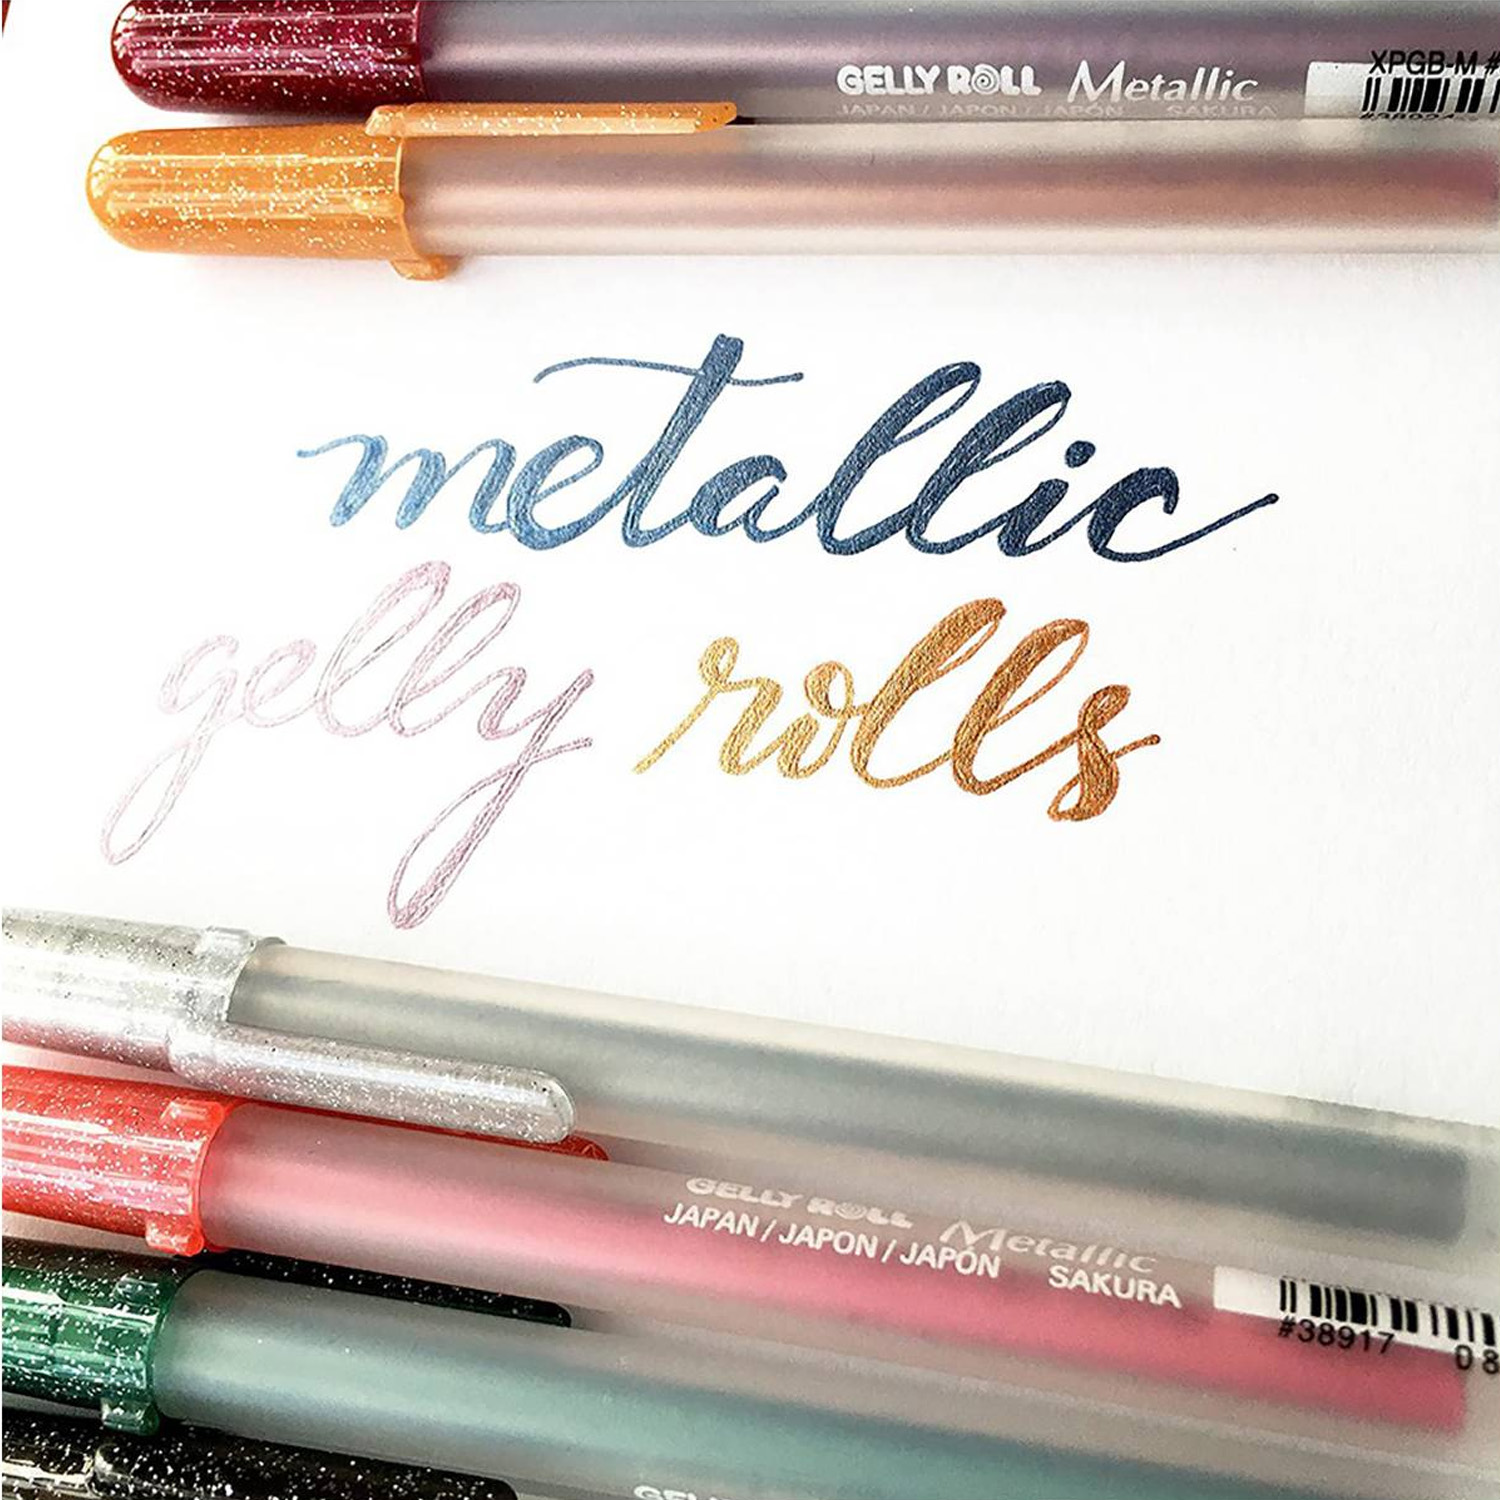 GELLY ROLL Metallic
JAPAN / JAPON / JAPÓN SAKURA
XPGB-M #
metallic
gelly rolls
GELLY ROLL Metallic
JAPAN / JAPON / JAPÓN SAKURA
#38917 08